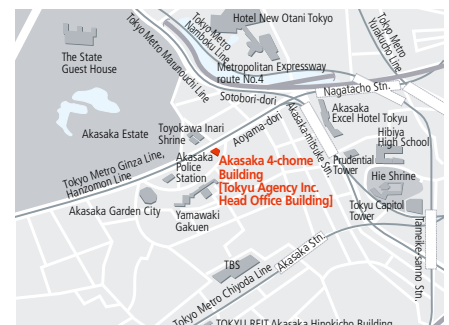 Hotel New Otani Tokyo
Tokyo Metro
Namboku Line
Tokyo Metro
Yurakucho Line
Tokyo Metro Marunouchi Line
The State
Guest House
Metropolitan Expressway
route No.4
Sotobori-dori
Nagatacho Stn.
Akasaka
Excel Hotel Tokyu
Akasaka-mitsuke Stn.
Aoyama-dori
Toyokawa Inari
Shrine
Akasaka Estate
Hibiya
High School
Tokyo Metro Ginza Line,
Hanzomon Line
Akasaka
Police
Station
Akasaka 4-chome
Building
[Tokyu Agency Inc.
Head Office Building]
Prudential
Tower
Hie Shrine
Akasaka Garden City
Yamawaki
Gakuen
Tokyu Capitol
Tower
Tameike-sanno Stn.
Akasaka Stn.
TBS
Tokyo Metro Chiyoda Line
TOKYU REIT Akasaka Hinokicho Building